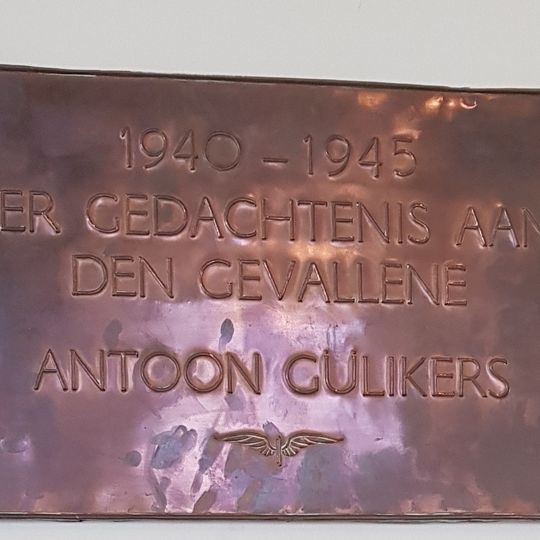 1940 - 1945
ER GEDACHTENIS AAN
DEN GEVALLENE
ANTOON GULIKERS